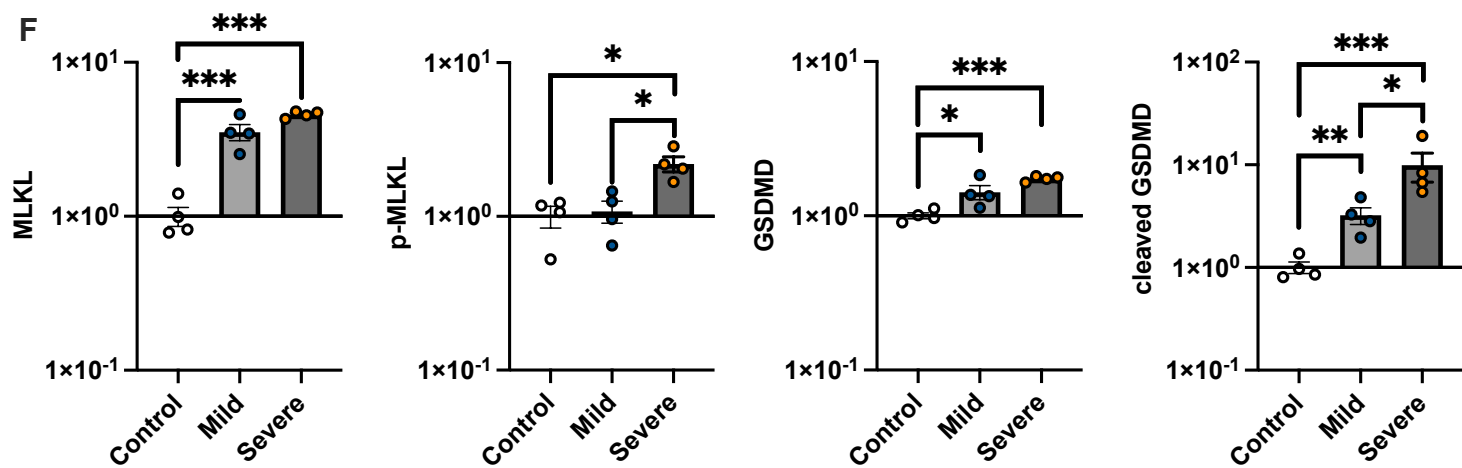 F
MLKL
1×10¹
1×10⁰
1×10⁻¹
***
***
Control
Mild
Severe
p-MLKL
1×10¹
1×10⁰
1×10⁻¹
*
*
Control
Mild
Severe
GSDMD
1×10¹
1×10⁰
1×10⁻¹
***
*
Control
Mild
Severe
cleaved GSDMD
1×10²
1×10¹
1×10⁰
1×10⁻¹
***
*
**
Control
Mild
Severe